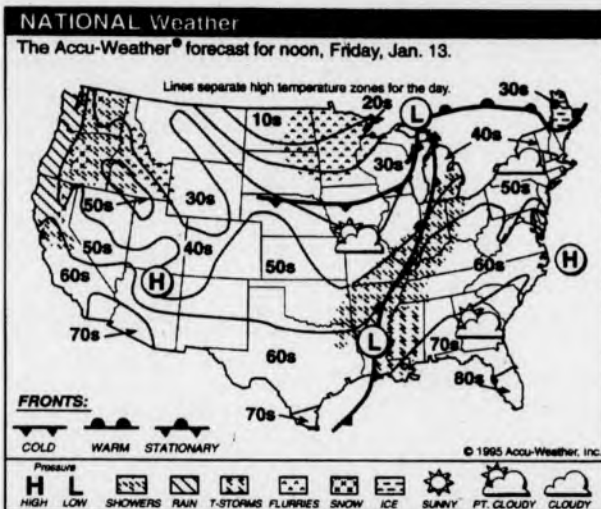 NATIONAL Weather
The Accu-Weather® forecast for noon, Friday, Jan. 13.
Lines separate high temperature zones for the day.
30s
20s
10s
L
40s
30s
50s
50s
30s
50s
40s
50s
60s
H
60s
H
70s
L
70s
60s
80s
70s
FRONTS:
COLD WARM STATIONARY
© 1995 Accu-Weather, Inc.
Pressure
H L
HIGH LOW SHOWERS RAIN T-STORMS FLURRIES SNOW ICE SUNNY PT. CLOUDY CLOUDY